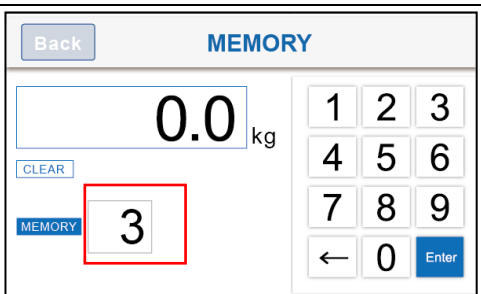 Back
MEMORY
0.0 kg
CLEAR
MEMORY 3
1 2 3
4 5 6
7 8 9
← 0 Enter